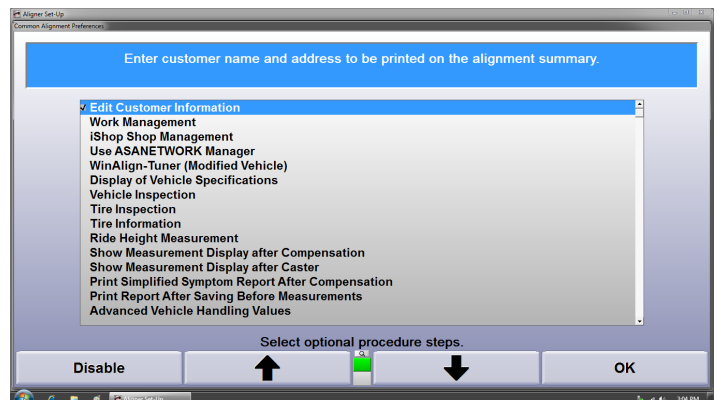 Aligner Set-Up
Common Alignment Preferences
Enter customer name and address to be printed on the alignment summary.
Edit Customer Information
Work Management
iShop Shop Management
Use ASANETWORK Manager
WinAlign-Tuner (Modified Vehicle)
Display of Vehicle Specifications
Vehicle Inspection
Tire Inspection
Tire Information
Ride Height Measurement
Show Measurement Display after Compensation
Show Measurement Display after Caster
Print Simplified Symptom Report After Compensation
Print Report After Saving Before Measurements
Advanced Vehicle Handling Values
Select optional procedure steps.
Disable
OK
Aligner Set-Up
3:04 PM